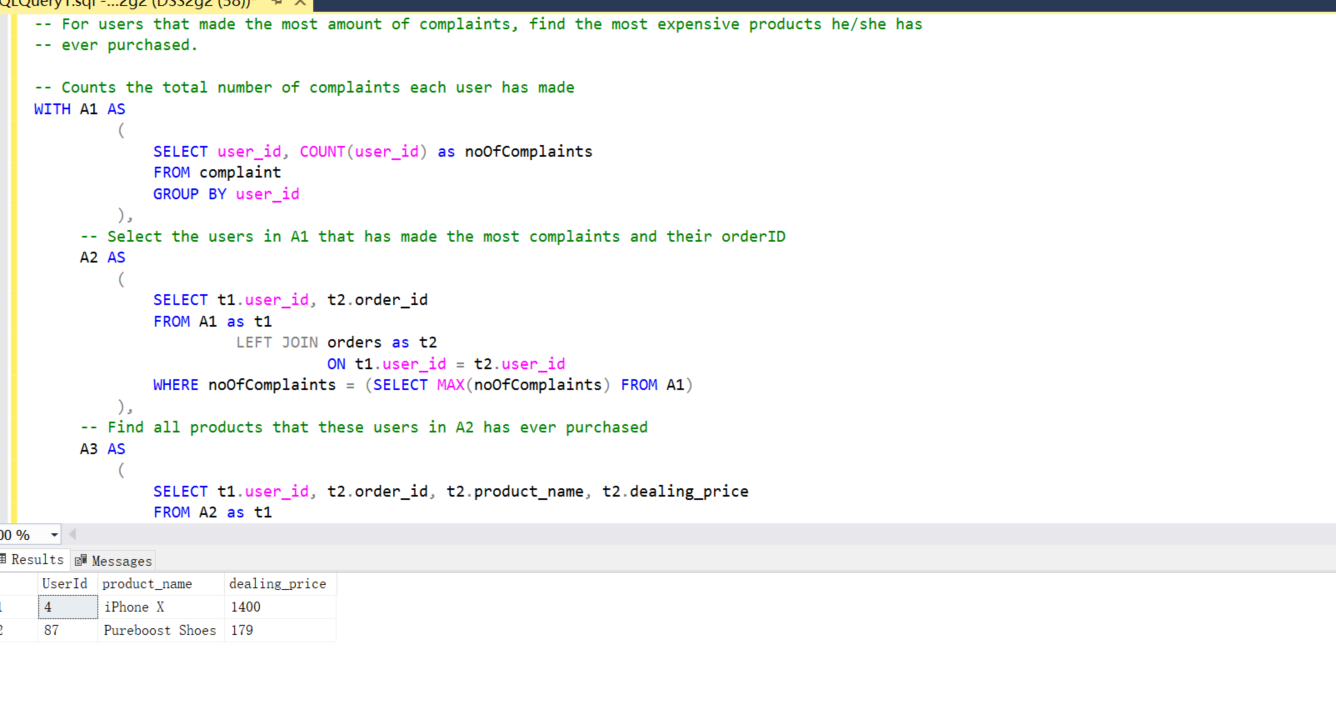 -- For users that made the most amount of complaints, find the most expensive products he/she has
-- ever purchased.
-- Counts the total number of complaints each user has made
WITH A1 AS
(
SELECT user_id, COUNT(user_id) as noOfComplaints
FROM complaint
GROUP BY user_id
),
-- Select the users in A1 that has made the most complaints and their orderID
A2 AS
(
SELECT t1.user_id, t2.order_id
FROM A1 as t1
LEFT JOIN orders as t2
ON t1.user_id = t2.user_id
WHERE noOfComplaints = (SELECT MAX(noOfComplaints) FROM A1)
),
-- Find all products that these users in A2 has ever purchased
A3 AS
(
SELECT t1.user_id, t2.order_id, t2.product_name, t2.dealing_price
FROM A2 as t1
00 %
Results Messages
UserId product_name dealing_price
4 iPhone X 1400
2 87 Pureboost Shoes 179